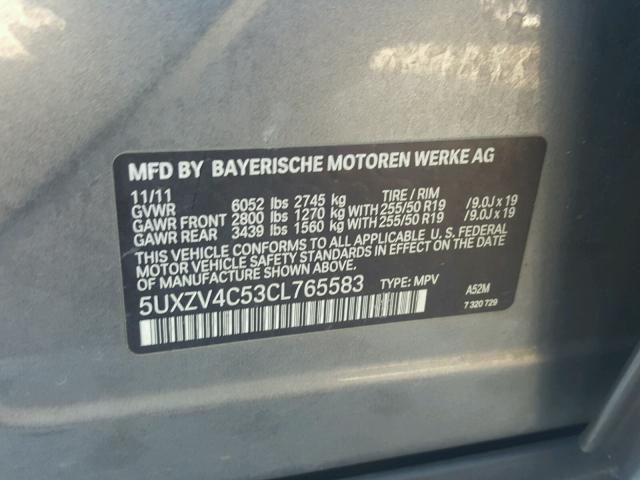 MFD BY BAYERISCHE MOTOREN WERKE AG
11/11 TIRE / RIM
GVWR 6052 lbs 2745 kg
GAWR FRONT 2800 lbs 1270 kg WITH 255/50 R19 / 9.0J x 19
GAWR REAR 3439 lbs 1560 kg WITH 255/50 R19 / 9.0J x 19
THIS VEHICLE CONFORMS TO ALL APPLICABLE U. S. FEDERAL
MOTOR VEHICLE SAFETY STANDARDS IN EFFECT ON THE DATE
OF MANUFACTURE SHOWN ABOVE.
5UXZV4C53CL765583 TYPE: MPV A52M
7 320 729